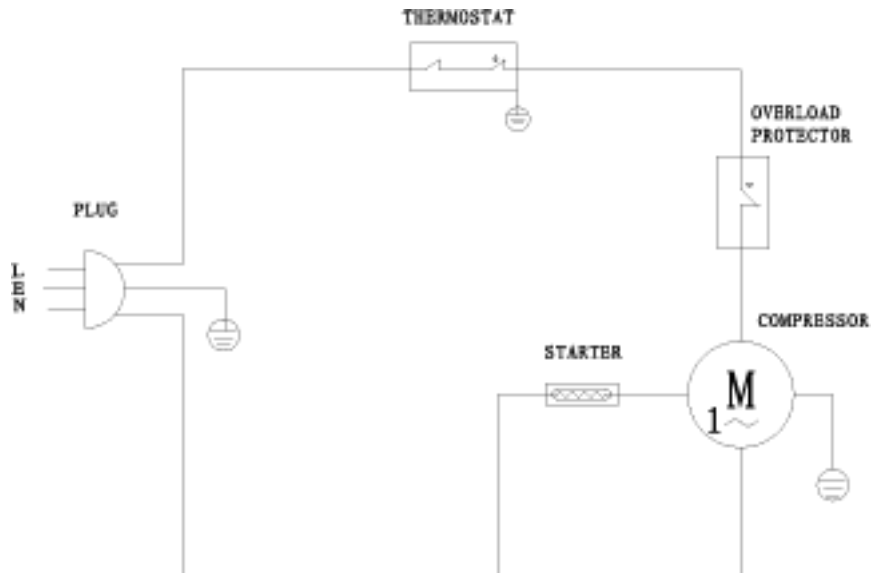 THERMOSTAT
OVERLOAD
PROTECTOR
PLUG
L
E
N
COMPRESSOR
STARTER
M
1~